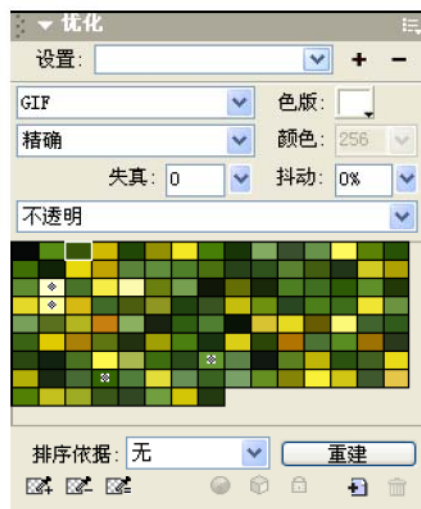 优化
设置:
GIF 色版:
精确 颜色: 256
失真: 0 抖动: 0%
不透明
排序依据: 无 重建